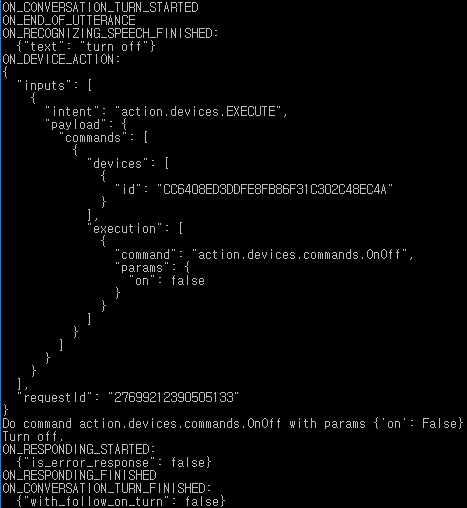 ON_CONVERSATION_TURN_STARTED
ON_END_OF_UTTERANCE
ON_RECOGNIZING_SPEECH_FINISHED:
  {"text": "turn off"}
ON_DEVICE_ACTION:
{
  "inputs": [
    {
      "intent": "action.devices.EXECUTE",
      "payload": {
        "commands": [
          {
            "devices": [
              {
                "id": "CC6408ED3DDFE8FB86F31C302C48EC4A"
              }
            ],
            "execution": [
              {
                "command": "action.devices.commands.OnOff",
                "params": {
                  "on": false
                }
              }
            ]
          }
        ]
      }
    }
  ],
  "requestId": "27699212390505133"
}
Do command action.devices.commands.OnOff with params {'on': False}
Turn off.
ON_RESPONDING_STARTED:
  {"is_error_response": false}
ON_RESPONDING_FINISHED
ON_CONVERSATION_TURN_FINISHED:
  {"with_follow_on_turn": false}